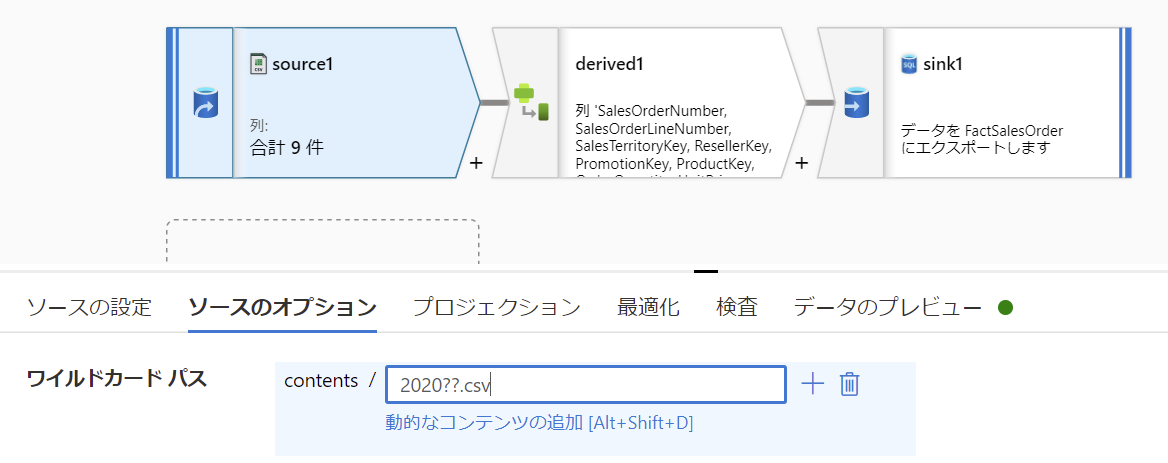 source1
列:
合計 9 件
+
derived1
列 'SalesOrderNumber,
SalesOrderLineNumber,
SalesTerritoryKey, ResellerKey,
PromotionKey, ProductKey,
+
sink1
データを FactSalesOrder
にエクスポートします
ソースの設定
ソースのオプション
プロジェクション
最適化
検査
データのプレビュー
ワイルドカード パス
contents / 2020??.csv
動的なコンテンツの追加 [Alt+Shift+D]